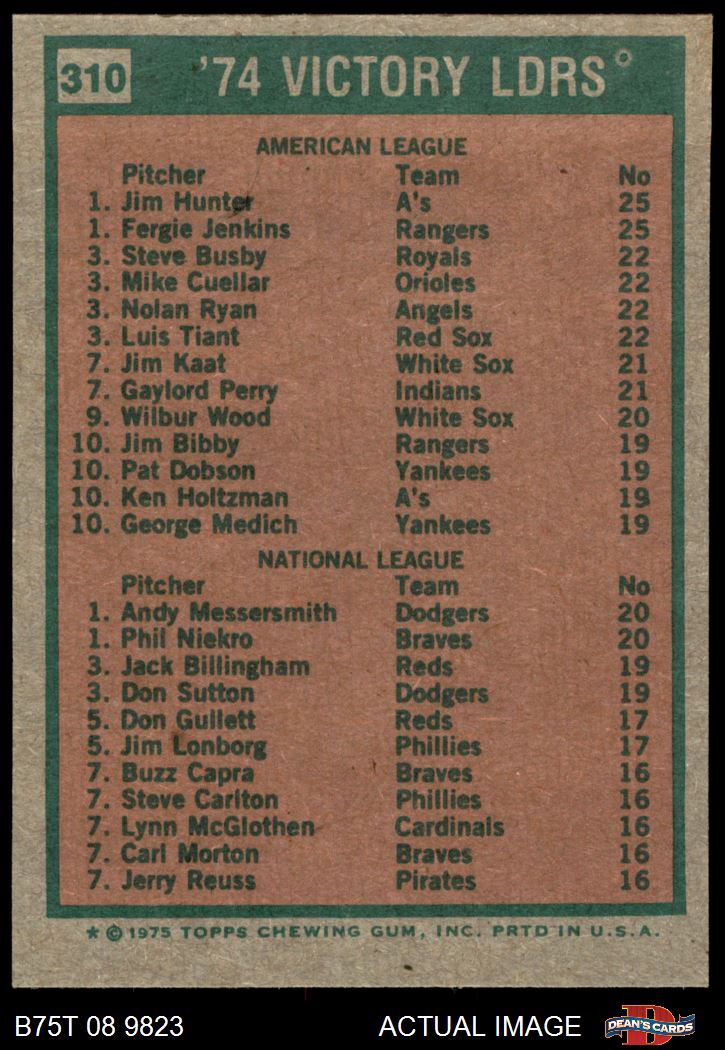 310 '74 VICTORY LDRS
AMERICAN LEAGUE
Pitcher Team No
1. Jim Hunter A's 25
1. Fergie Jenkins Rangers 25
3. Steve Busby Royals 22
3. Mike Cuellar Orioles 22
3. Nolan Ryan Angels 22
3. Luis Tiant Red Sox 22
7. Jim Kaat White Sox 21
7. Gaylord Perry Indians 21
9. Wilbur Wood White Sox 20
10. Jim Bibby Rangers 19
10. Pat Dobson Yankees 19
10. Ken Holtzman A's 19
10. George Medich Yankees 19
NATIONAL LEAGUE
Pitcher Team No
1. Andy Messersmith Dodgers 20
1. Phil Niekro Braves 20
3. Jack Billingham Reds 19
3. Don Sutton Dodgers 19
5. Don Gullett Reds 17
5. Jim Lonborg Phillies 17
7. Buzz Capra Braves 16
7. Steve Carlton Phillies 16
7. Lynn McGlothen Cardinals 16
7. Carl Morton Braves 16
7. Jerry Reuss Pirates 16
* © 1975 TOPPS CHEWING GUM, INC. PRTD IN U.S.A.
B75T 08 9823 ACTUAL IMAGE D DEAN'S CARDS